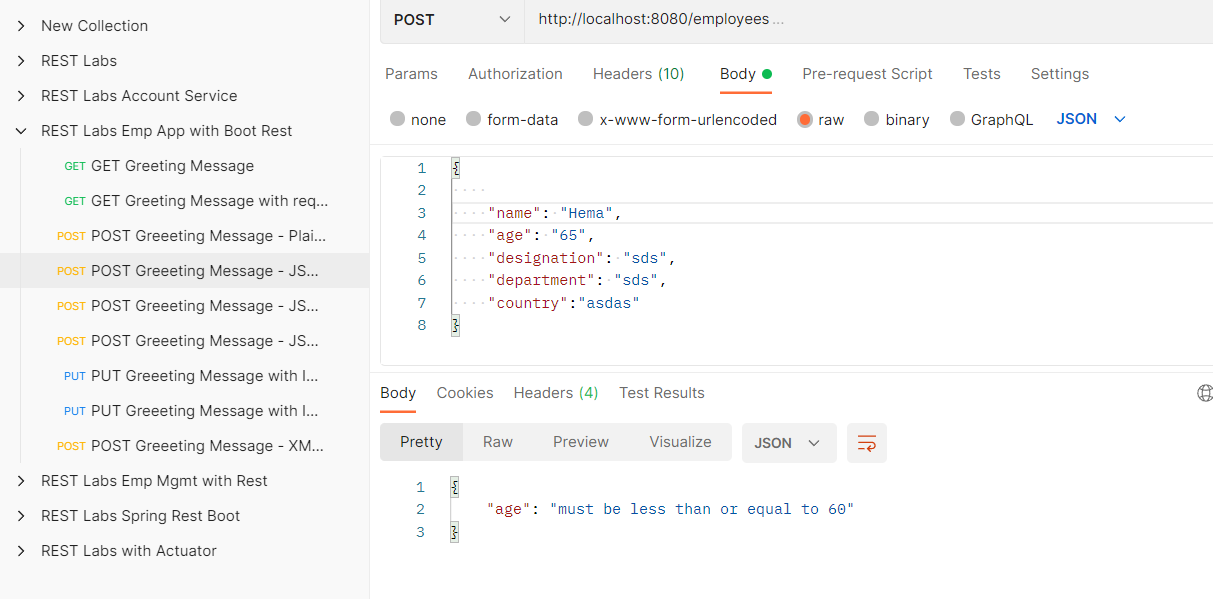 New Collection
REST Labs
REST Labs Account Service
REST Labs Emp App with Boot Rest
GET GET Greeting Message
GET GET Greeting Message with req...
POST POST Greeeting Message - Plai...
POST POST Greeeting Message - JS...
POST POST Greeeting Message - JS...
POST POST Greeeting Message - JS...
PUT PUT Greeeting Message with I...
PUT PUT Greeeting Message with I...
POST POST Greeeting Message - XM...
REST Labs Emp Mgmt with Rest
REST Labs Spring Rest Boot
REST Labs with Actuator
POST http://localhost:8080/employees ...
Params Authorization Headers (10) Body Pre-request Script Tests Settings
none form-data x-www-form-urlencoded raw binary GraphQL JSON
1 {
2
3 "name": "Hema",
4 "age": "65",
5 "designation": "sds",
6 "department": "sds",
7 "country":"asdas"
8 }
Body Cookies Headers (4) Test Results
Pretty Raw Preview Visualize JSON
1 {
2 "age": "must be less than or equal to 60"
3 }